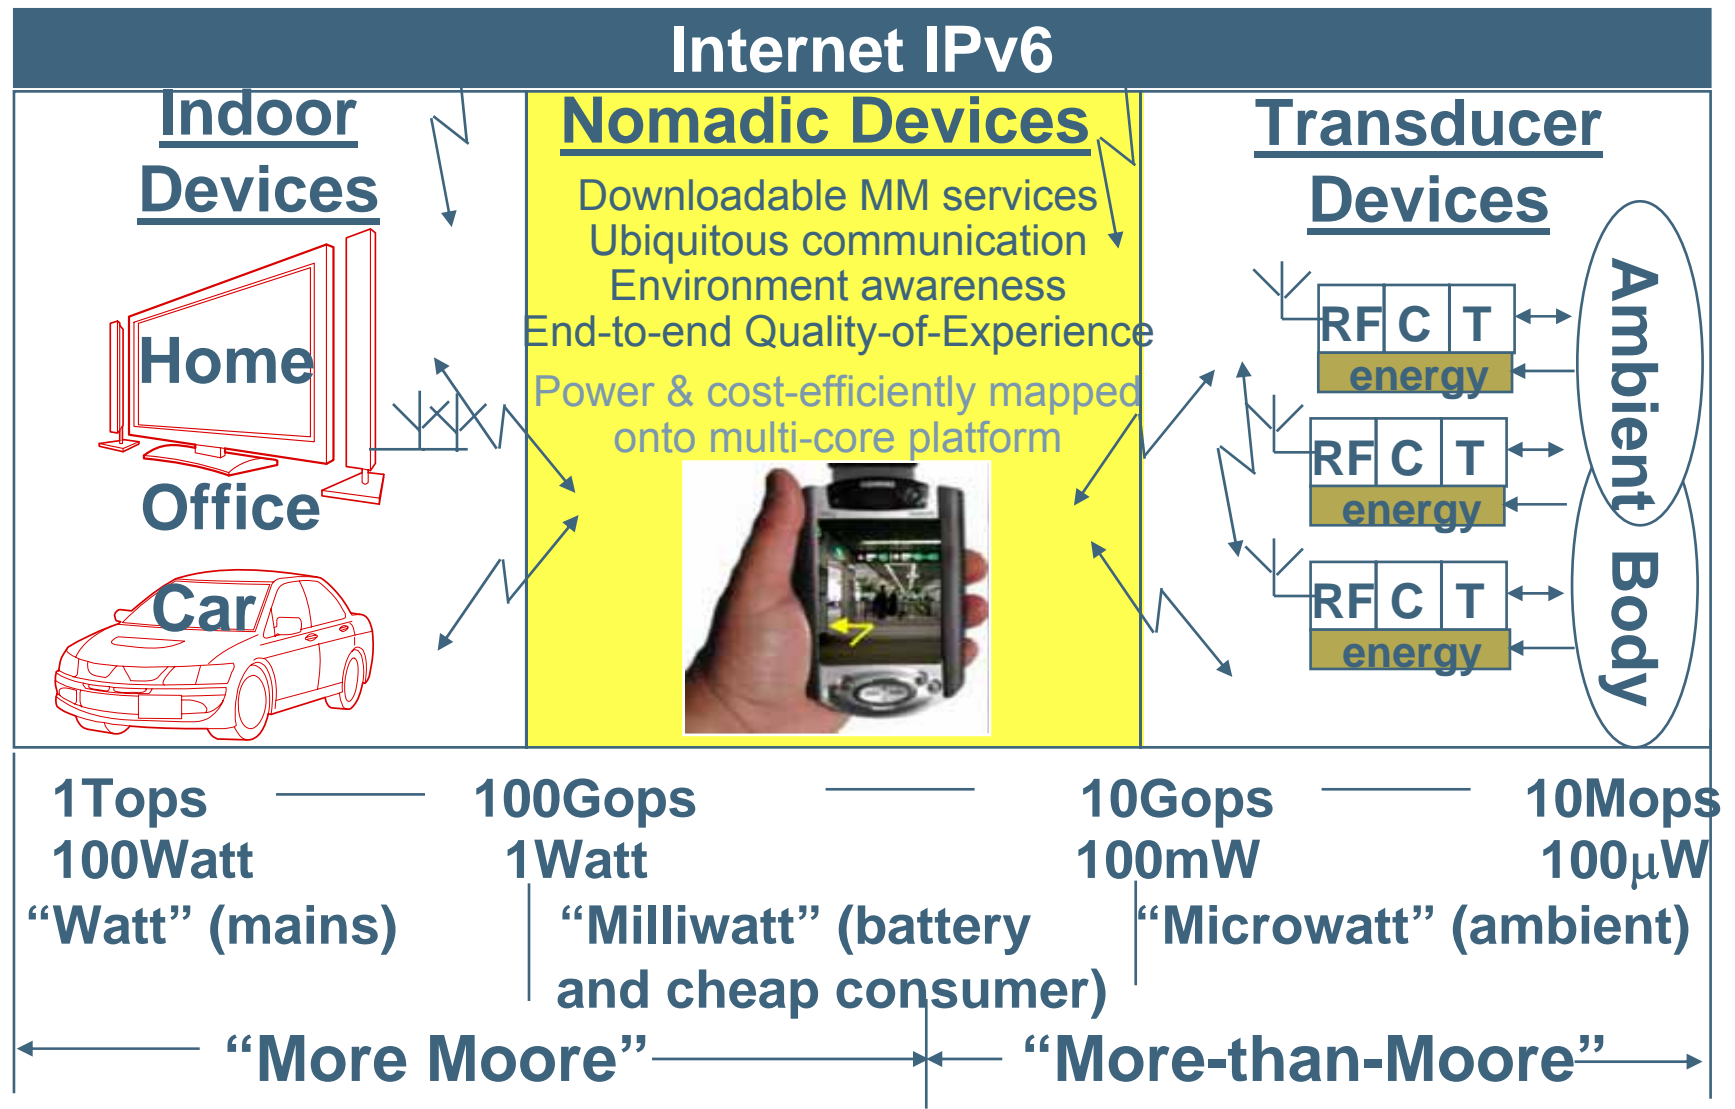 Internet IPv6
Indoor
Devices
Home
Office
Car
Nomadic Devices
Downloadable MM services
Ubiquitous communication
Environment awareness
End-to-end Quality-of-Experience
Power & cost-efficiently mapped
onto multi-core platform
Transducer
Devices
RF C T
energy
RF C T
energy
RF C T
energy
Ambient
Body
1Tops 100Gops 10Gops 10Mops
100Watt 1Watt 100mW 100μW
“Watt” (mains) “Milliwatt” (battery “Microwatt” (ambient)
and cheap consumer)
“More Moore” “More-than-Moore”